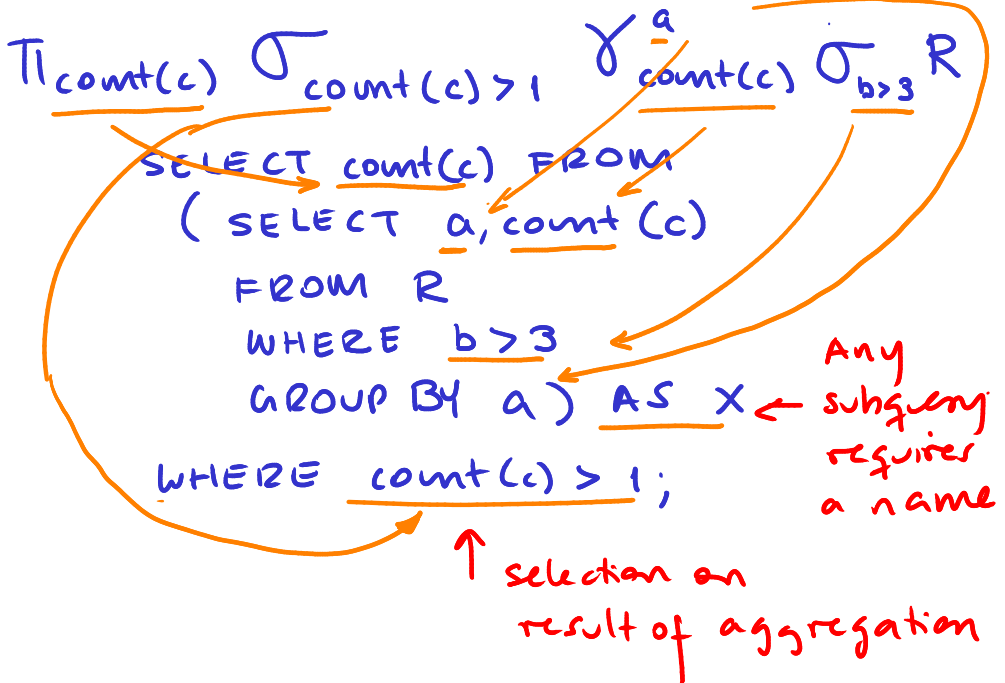 π count(c) σ count(c)>1 γ a count(c) σ b>3 R
SELECT count(c) FROM
( SELECT a, count (c)
FROM R
WHERE b > 3
GROUP BY a ) AS X
WHERE count(c) > 1;
← Any
subquery
requires
a name
↑ selection on
result of aggregation